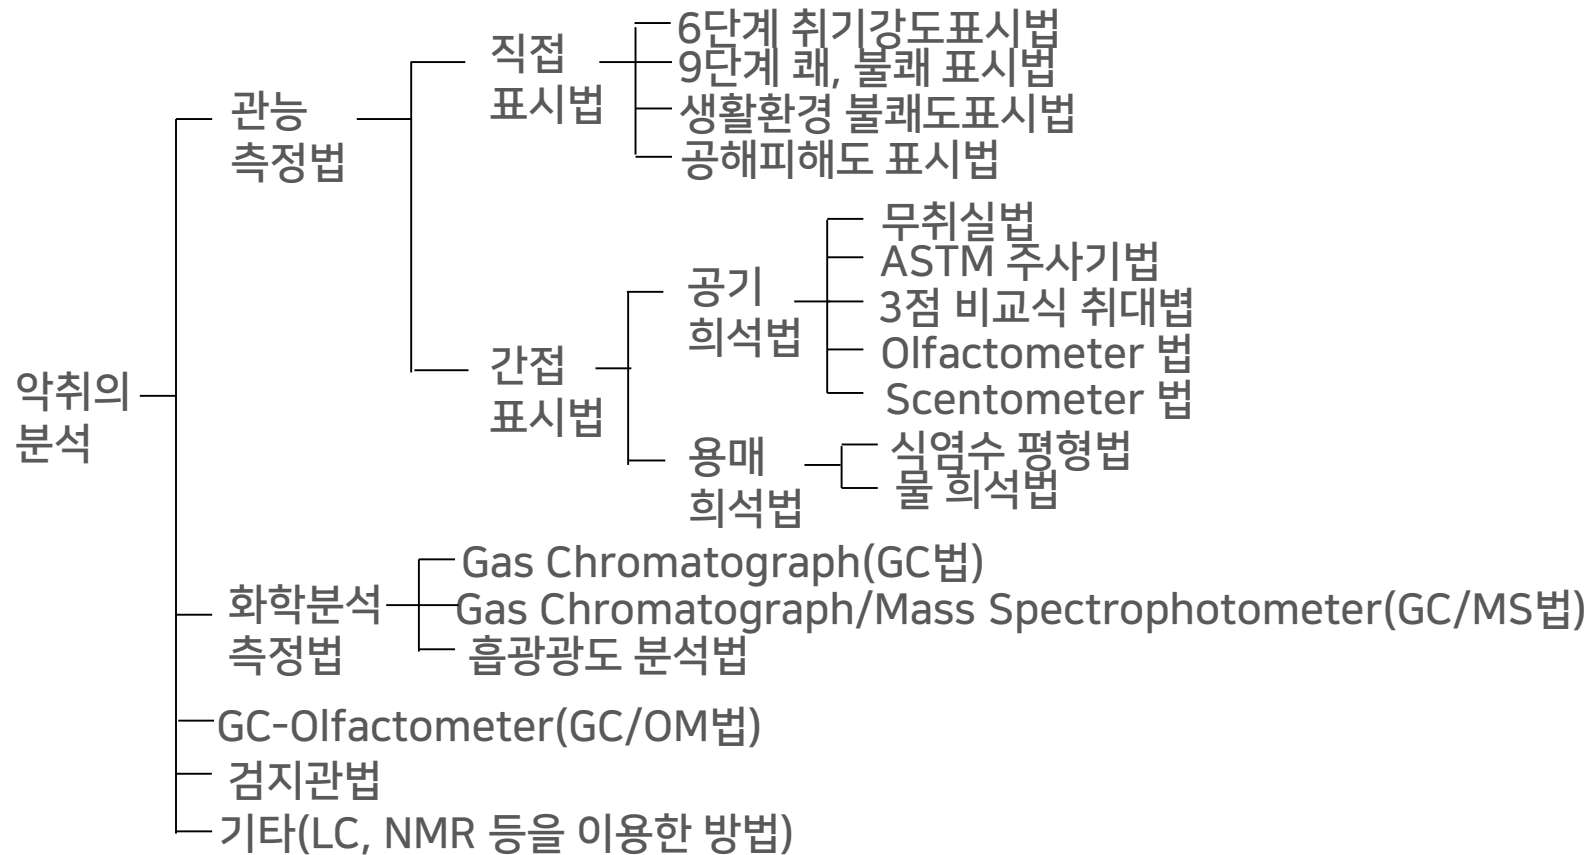 악취의
분석
관능
측정법
직접
표시법
6단계 취기강도표시법
9단계 쾌, 불쾌 표시법
생활환경 불쾌도표시법
공해피해도 표시법
간접
표시법
공기
희석법
무취실법
ASTM 주사기법
3점 비교식 취대볍
Olfactometer 법
Scentometer 법
용매
희석법
식염수 평형법
물 희석법
화학분석
측정법
Gas Chromatograph(GC법)
Gas Chromatograph/Mass Spectrophotometer(GC/MS법)
흡광광도 분석법
GC-Olfactometer(GC/OM법)
검지관법
기타(LC, NMR 등을 이용한 방법)